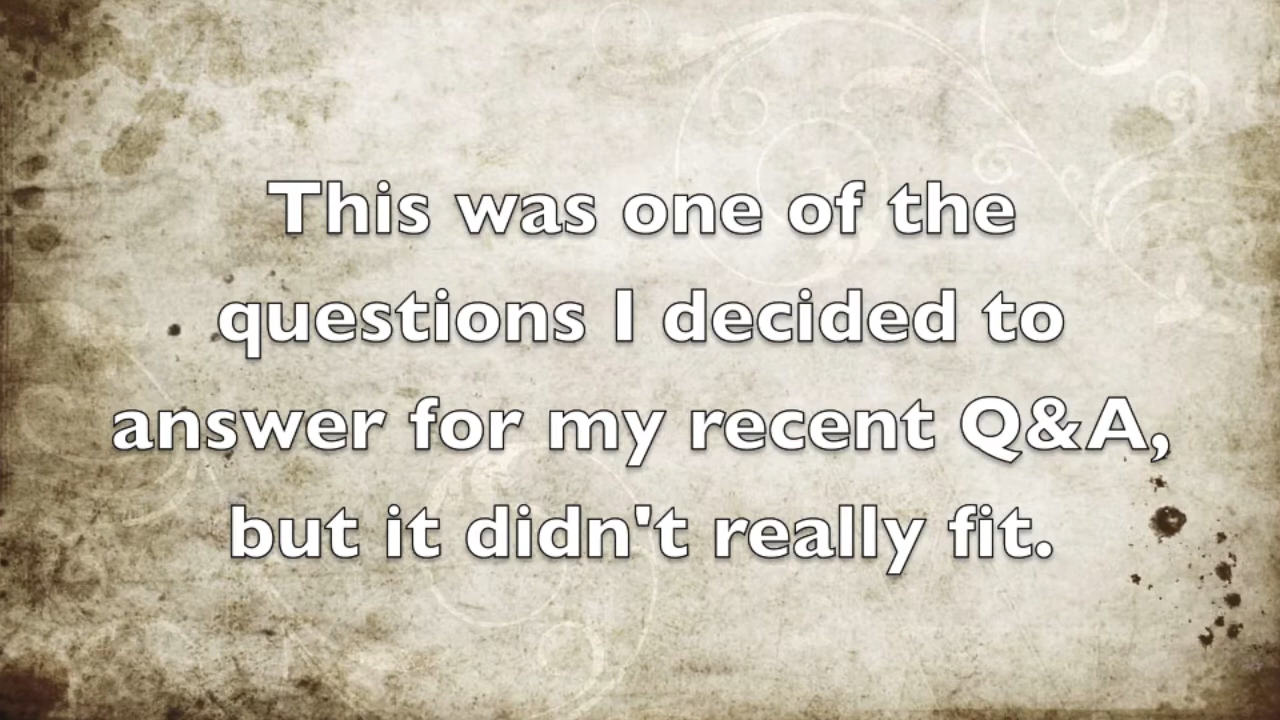 This was one of the
questions I decided to
answer for my recent Q&A,
but it didn't really fit.